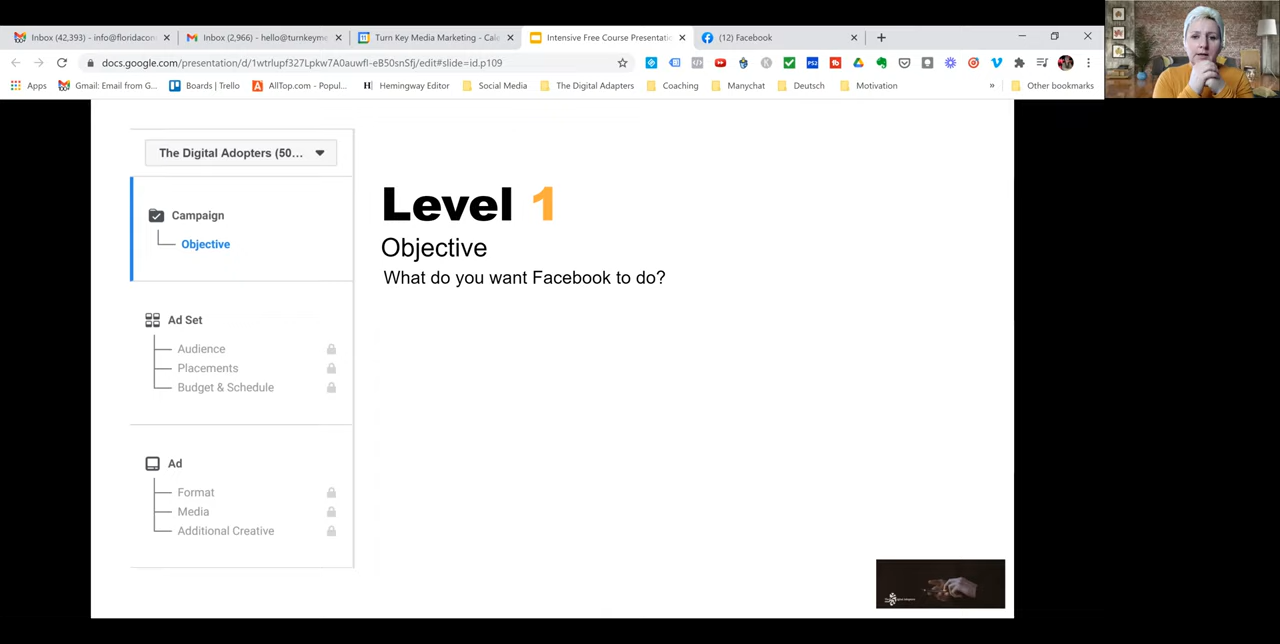 Inbox (42,393) - info@floridacon
Inbox (2,966) - hello@turnkeyme
Turn Key Media Marketing - Cale
Intensive Free Course Presentatio
(12) Facebook
docs.google.com/presentation/d/1wtrlupf327Lpkw7A0auwfI-eB50snSfj/edit#slide=id.p109
Apps
Gmail: Email from G...
Boards | Trello
AllTop.com - Popul...
Hemingway Editor
Social Media
The Digital Adopters
Coaching
Manychat
Deutsch
Motivation
»
Other bookmarks
The Digital Adopters (50...
Campaign
Objective
Ad Set
Audience
Placements
Budget & Schedule
Ad
Format
Media
Additional Creative
Level 1
Objective
What do you want Facebook to do?